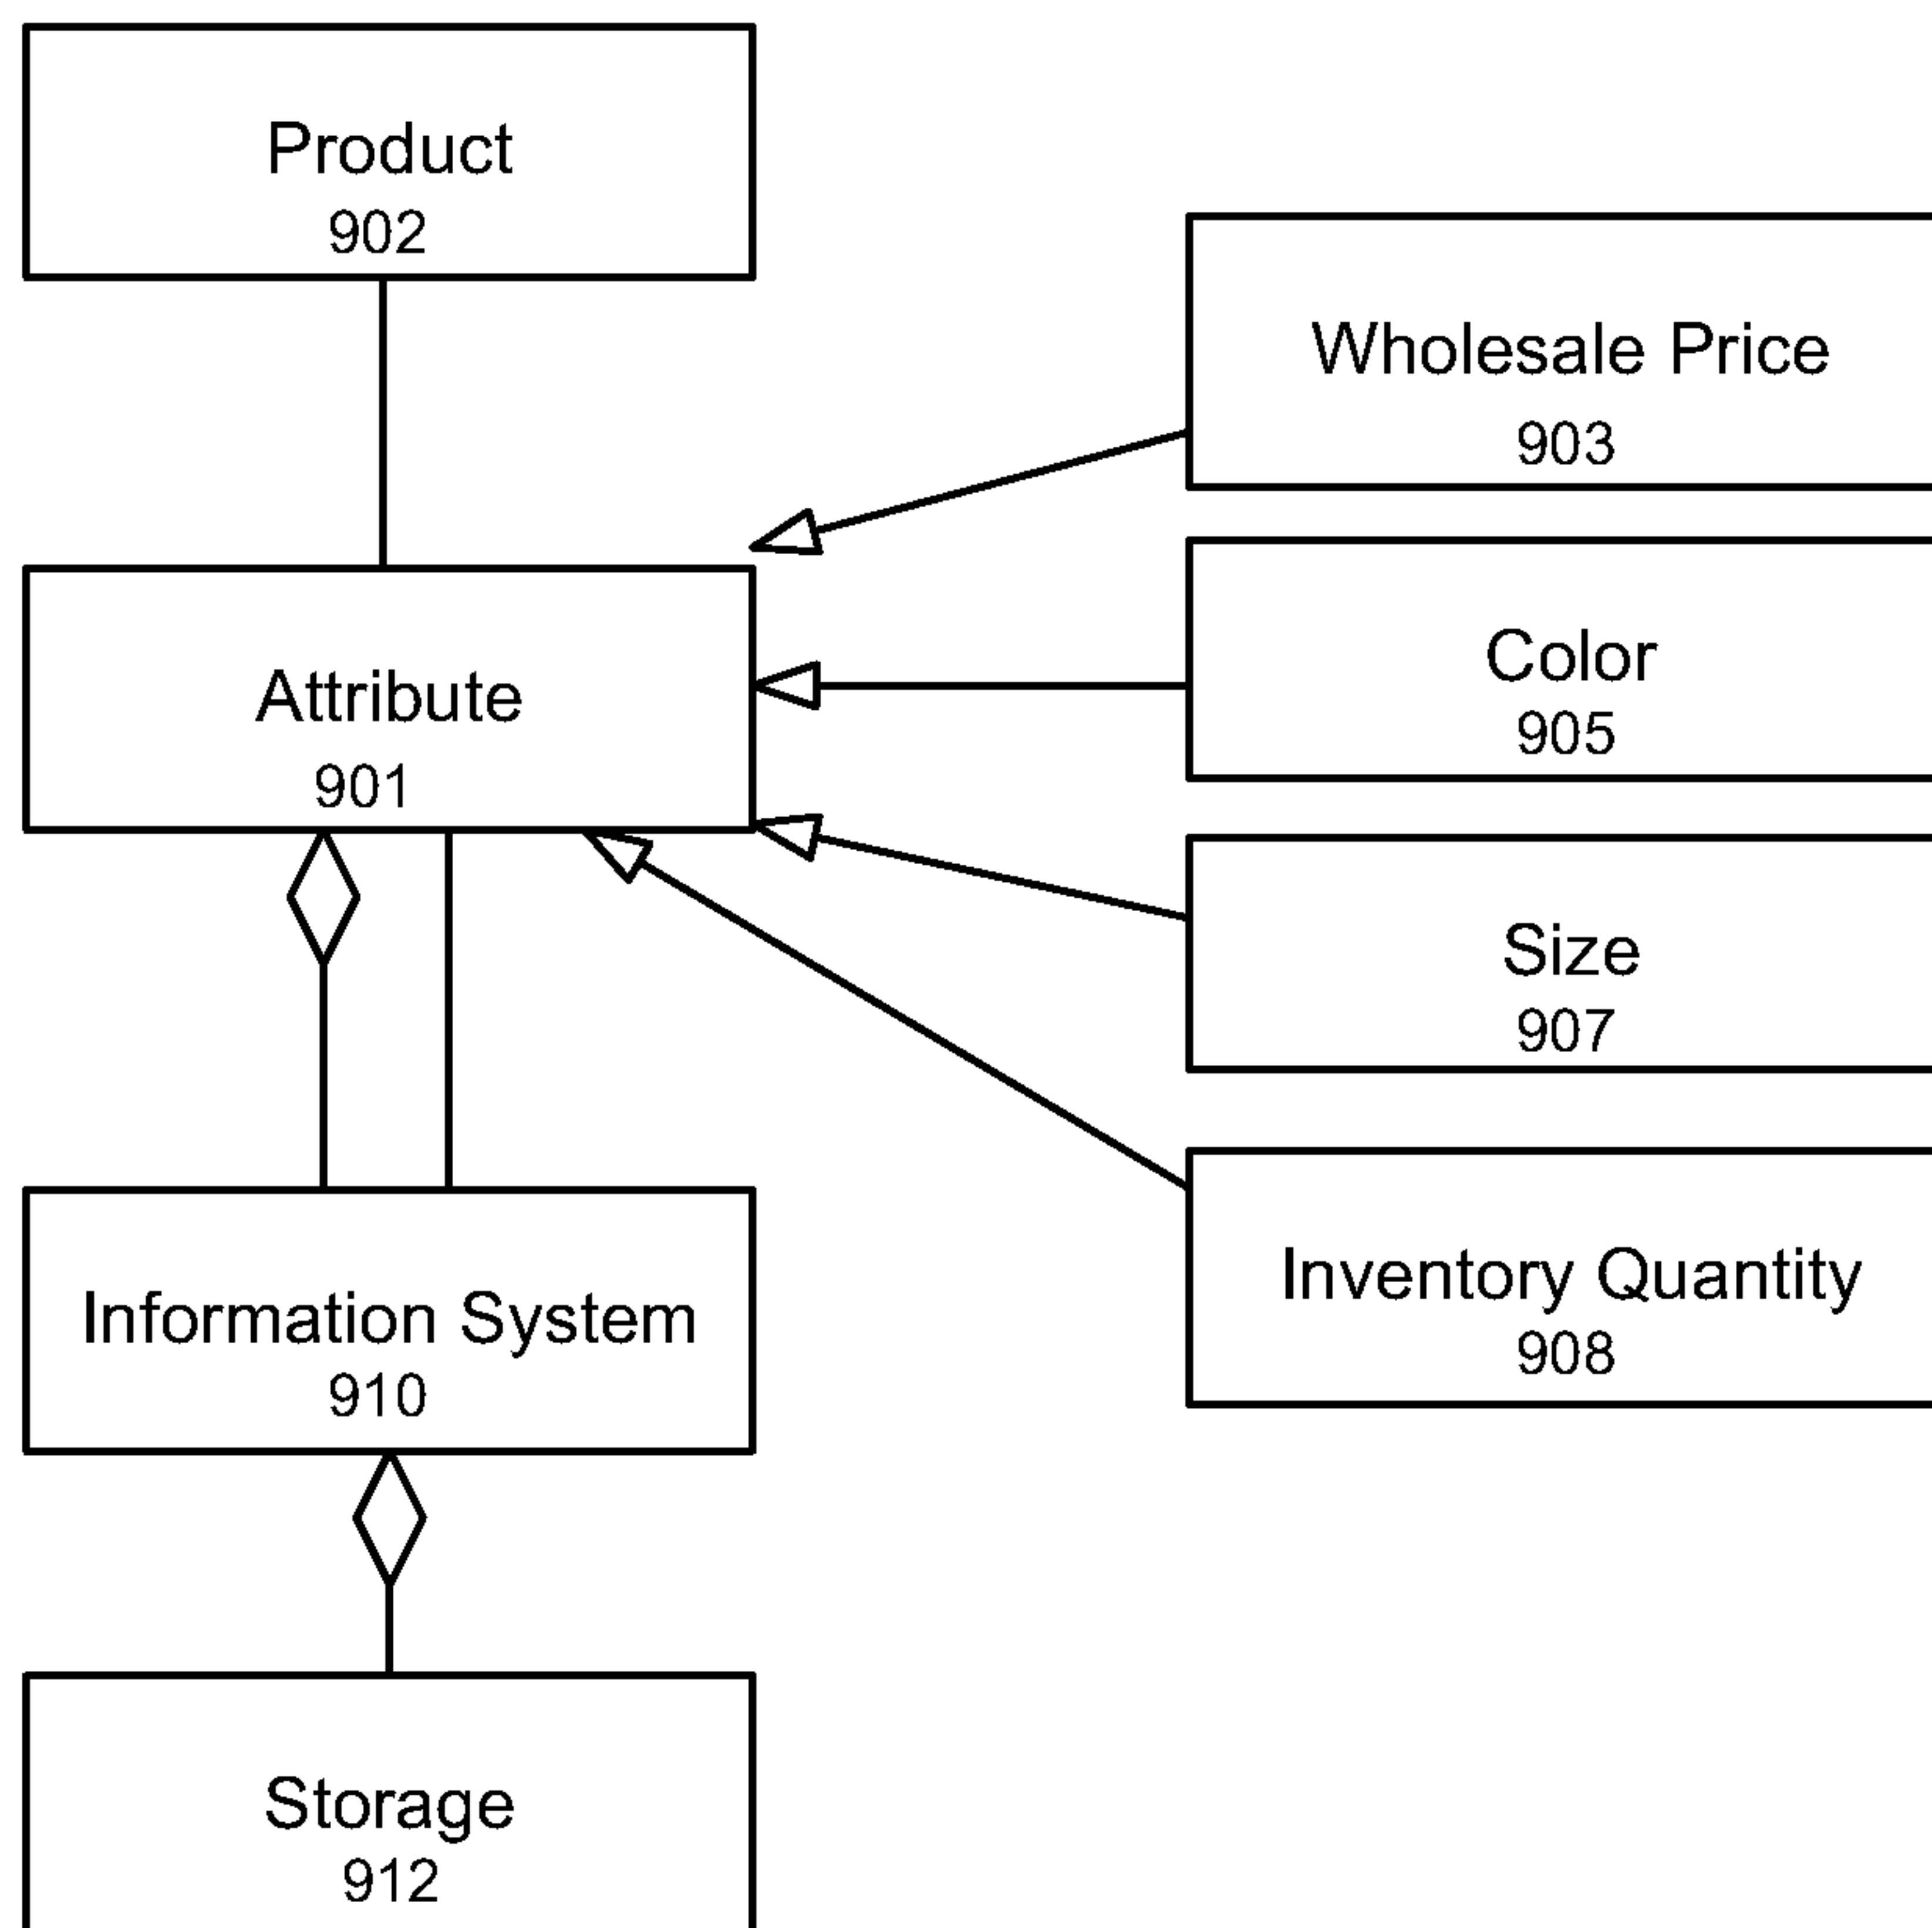 Product
902
Wholesale Price
903
Attribute
901
Color
905
Size
907
Information System
910
Inventory Quantity
908
Storage
912